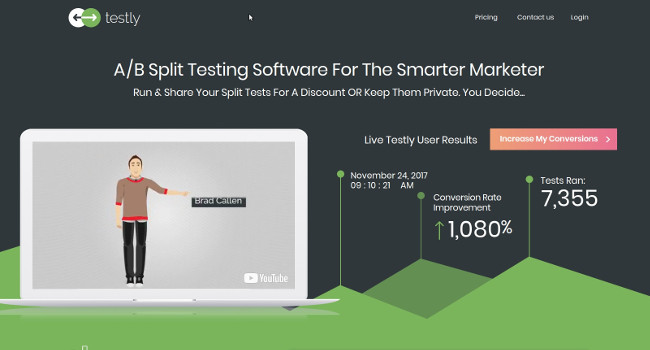 testly
Pricing Contact us Login
A/B Split Testing Software For The Smarter Marketer
Run & Share Your Split Tests For A Discount OR Keep Them Private. You Decide...
Live Testly User Results
Increase My Conversions
Brad Callen
YouTube
November 24, 2017
09 : 10 : 21 AM
Conversion Rate
Improvement
↑1,080%
Tests Ran:
7,355